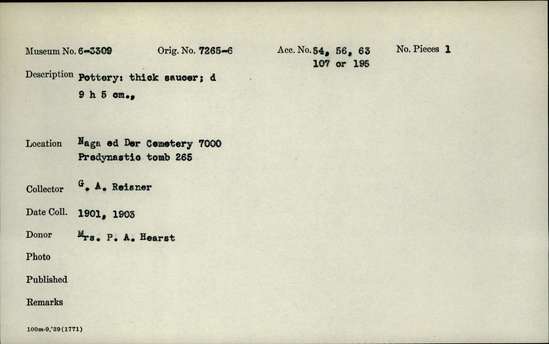 Museum No. 6-3309 Orig. No. 7265-6 Acc. No. 54, 56, 63 No. Pieces 1
107 or 195
Description Pottery: thick saucer; d
9 h 5 cm.,
Location Naga ed Der Cemetery 7000
Predynastic tomb 265
Collector G. A. Reisner
Date Coll. 1901, 1903
Donor Mrs. P. A. Hearst
Photo
Published
Remarks
100m-9,'39(1771)